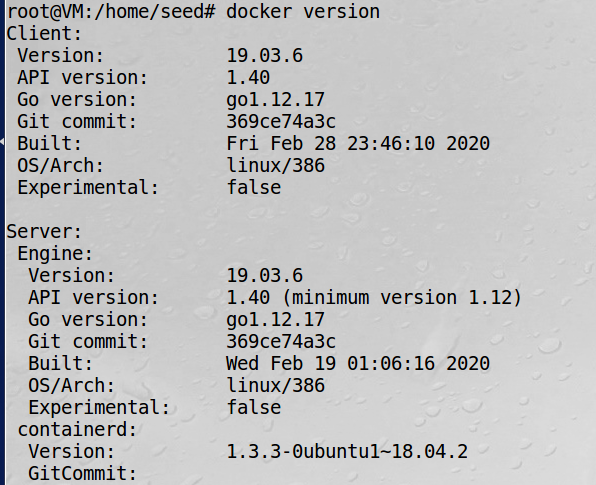 root@VM:/home/seed# docker version
Client:
 Version:           19.03.6
 API version:       1.40
 Go version:        go1.12.17
 Git commit:        369ce74a3c
 Built:             Fri Feb 28 23:46:10 2020
 OS/Arch:           linux/386
 Experimental:      false

Server:
 Engine:
  Version:          19.03.6
  API version:      1.40 (minimum version 1.12)
  Go version:       go1.12.17
  Git commit:       369ce74a3c
  Built:            Wed Feb 19 01:06:16 2020
  OS/Arch:          linux/386
  Experimental:     false
 containerd:
  Version:          1.3.3-0ubuntu1~18.04.2
  GitCommit: